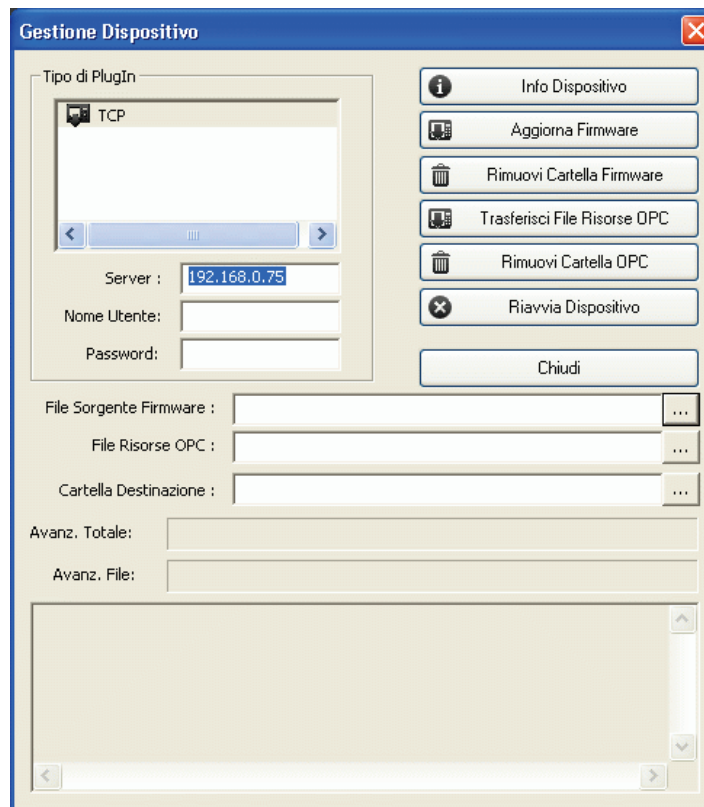 Gestione Dispositivo
Tipo di PlugIn
TCP
Server :
192.168.0.75
Nome Utente:
Password:
Info Dispositivo
Aggiorna Firmware
Rimuovi Cartella Firmware
Trasferisci File Risorse OPC
Rimuovi Cartella OPC
Riavvia Dispositivo
Chiudi
File Sorgente Firmware :
...
File Risorse OPC :
...
Cartella Destinazione :
...
Avanz. Totale:
Avanz. File: